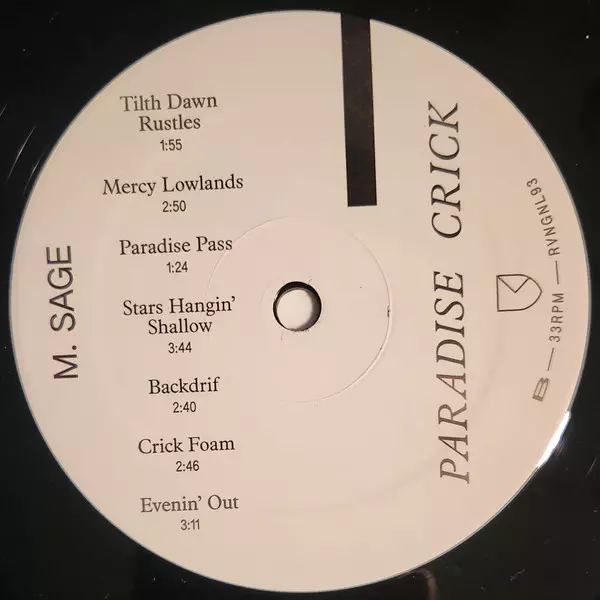 Tilth Dawn
Rustles
1:55
Mercy Lowlands
2:50
Paradise Pass
1:24
Stars Hangin’
Shallow
3:44
Backdrif
2:40
Crick Foam
2:46
Evenin’ Out
3:11
M. SAGE
PARADISE CRICK
B — 33RPM — RVNGNL93